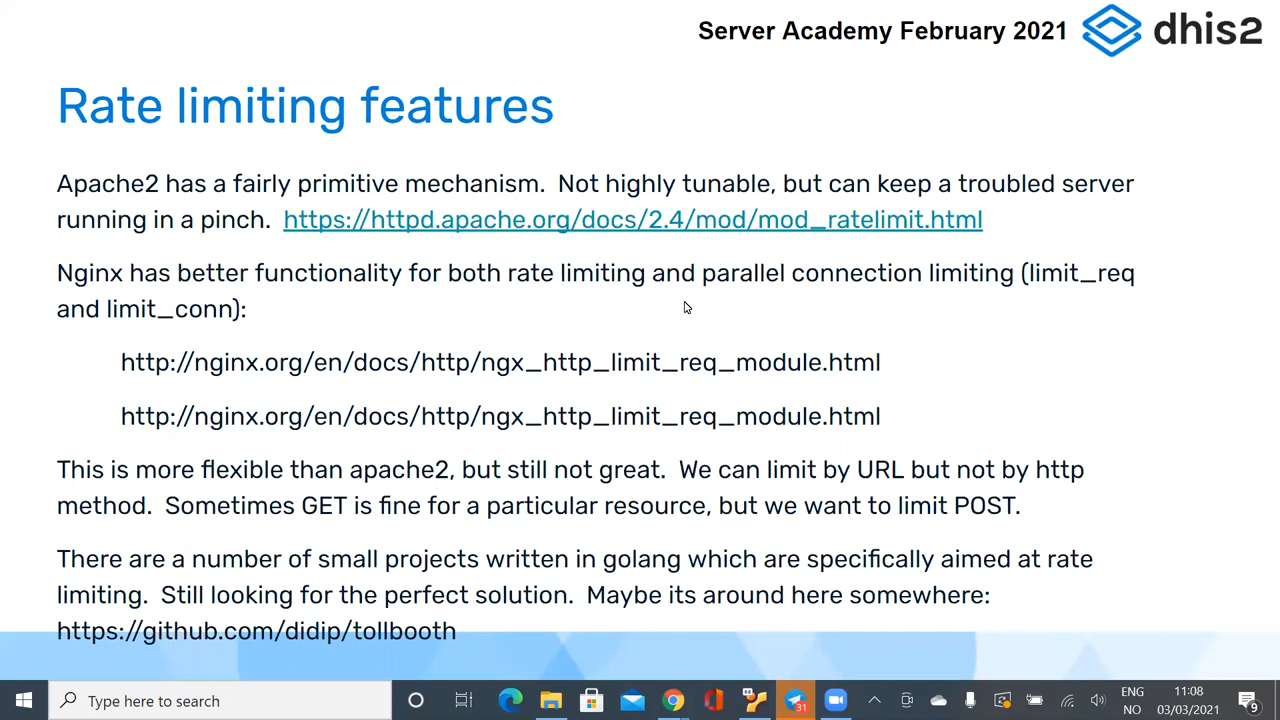 Server Academy February 2021 dhis2
Rate limiting features
Apache2 has a fairly primitive mechanism. Not highly tunable, but can keep a troubled server
running in a pinch. https://httpd.apache.org/docs/2.4/mod/mod_ratelimit.html
Nginx has better functionality for both rate limiting and parallel connection limiting (limit_req
and limit_conn):
http://nginx.org/en/docs/http/ngx_http_limit_req_module.html
http://nginx.org/en/docs/http/ngx_http_limit_req_module.html
This is more flexible than apache2, but still not great. We can limit by URL but not by http
method. Sometimes GET is fine for a particular resource, but we want to limit POST.
There are a number of small projects written in golang which are specifically aimed at rate
limiting. Still looking for the perfect solution. Maybe its around here somewhere:
https://github.com/didip/tollbooth
Type here to search
31
ENG
NO
11:08
03/03/2021
9